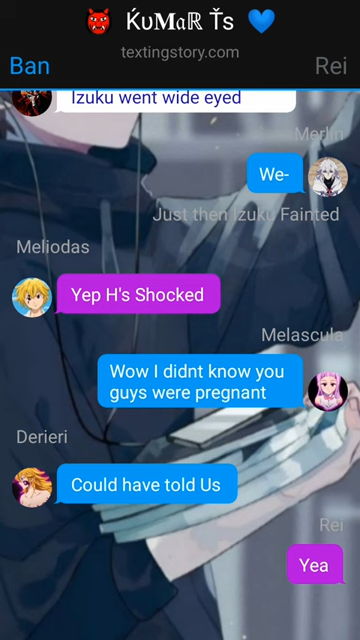 👹 ḰυMaℝ Ťs 💙
textingstory.com
Ban
Rei
Izuku went wide eyed
Merlin
We-
Just then Izuku Fainted
Meliodas
Yep H's Shocked
Melascula
Wow I didnt know you
guys were pregnant
Derieri
Could have told Us
Rei
Yea